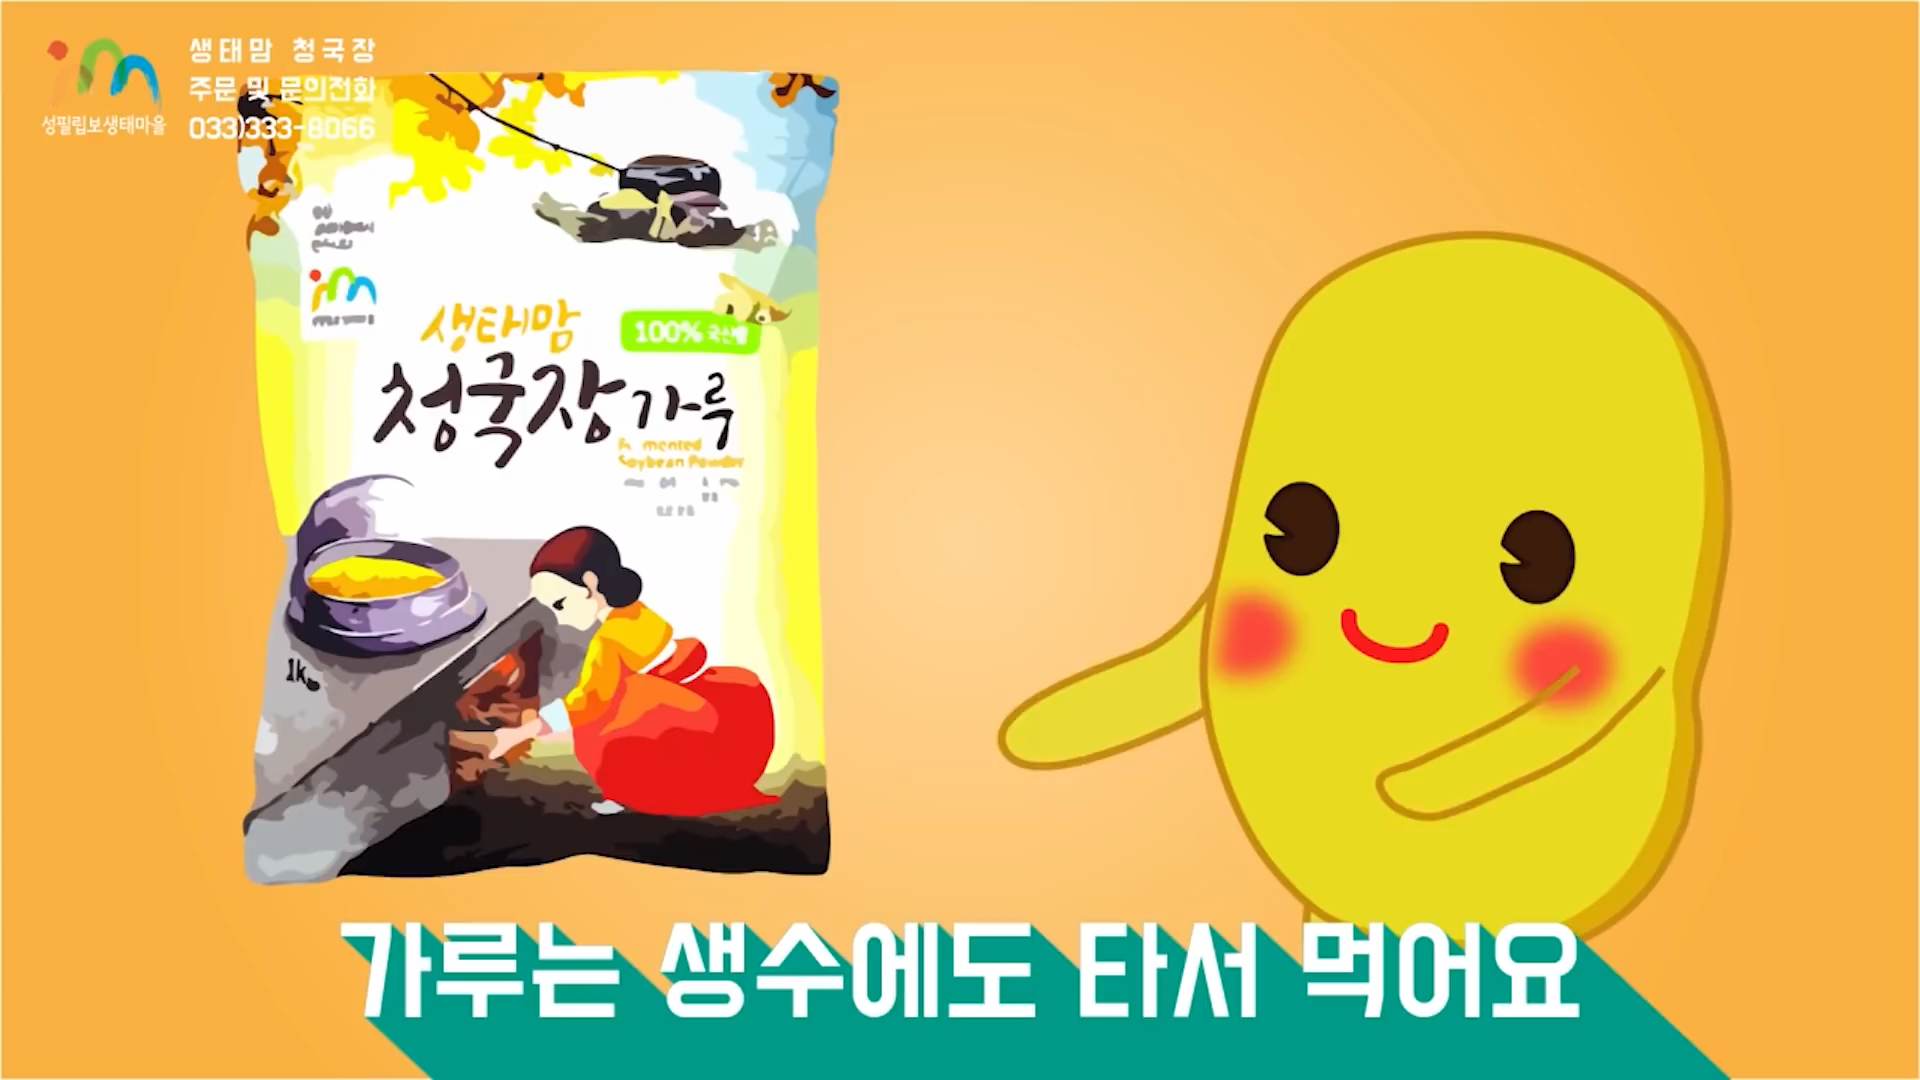 생태맘 청국장
주문 및 문의전화
성필립보생태마을
033)333-8066
생태맘
100% 국산콩
청국장 가루
mented
Soybean Powder
가루는 생수에도 타서 먹어요